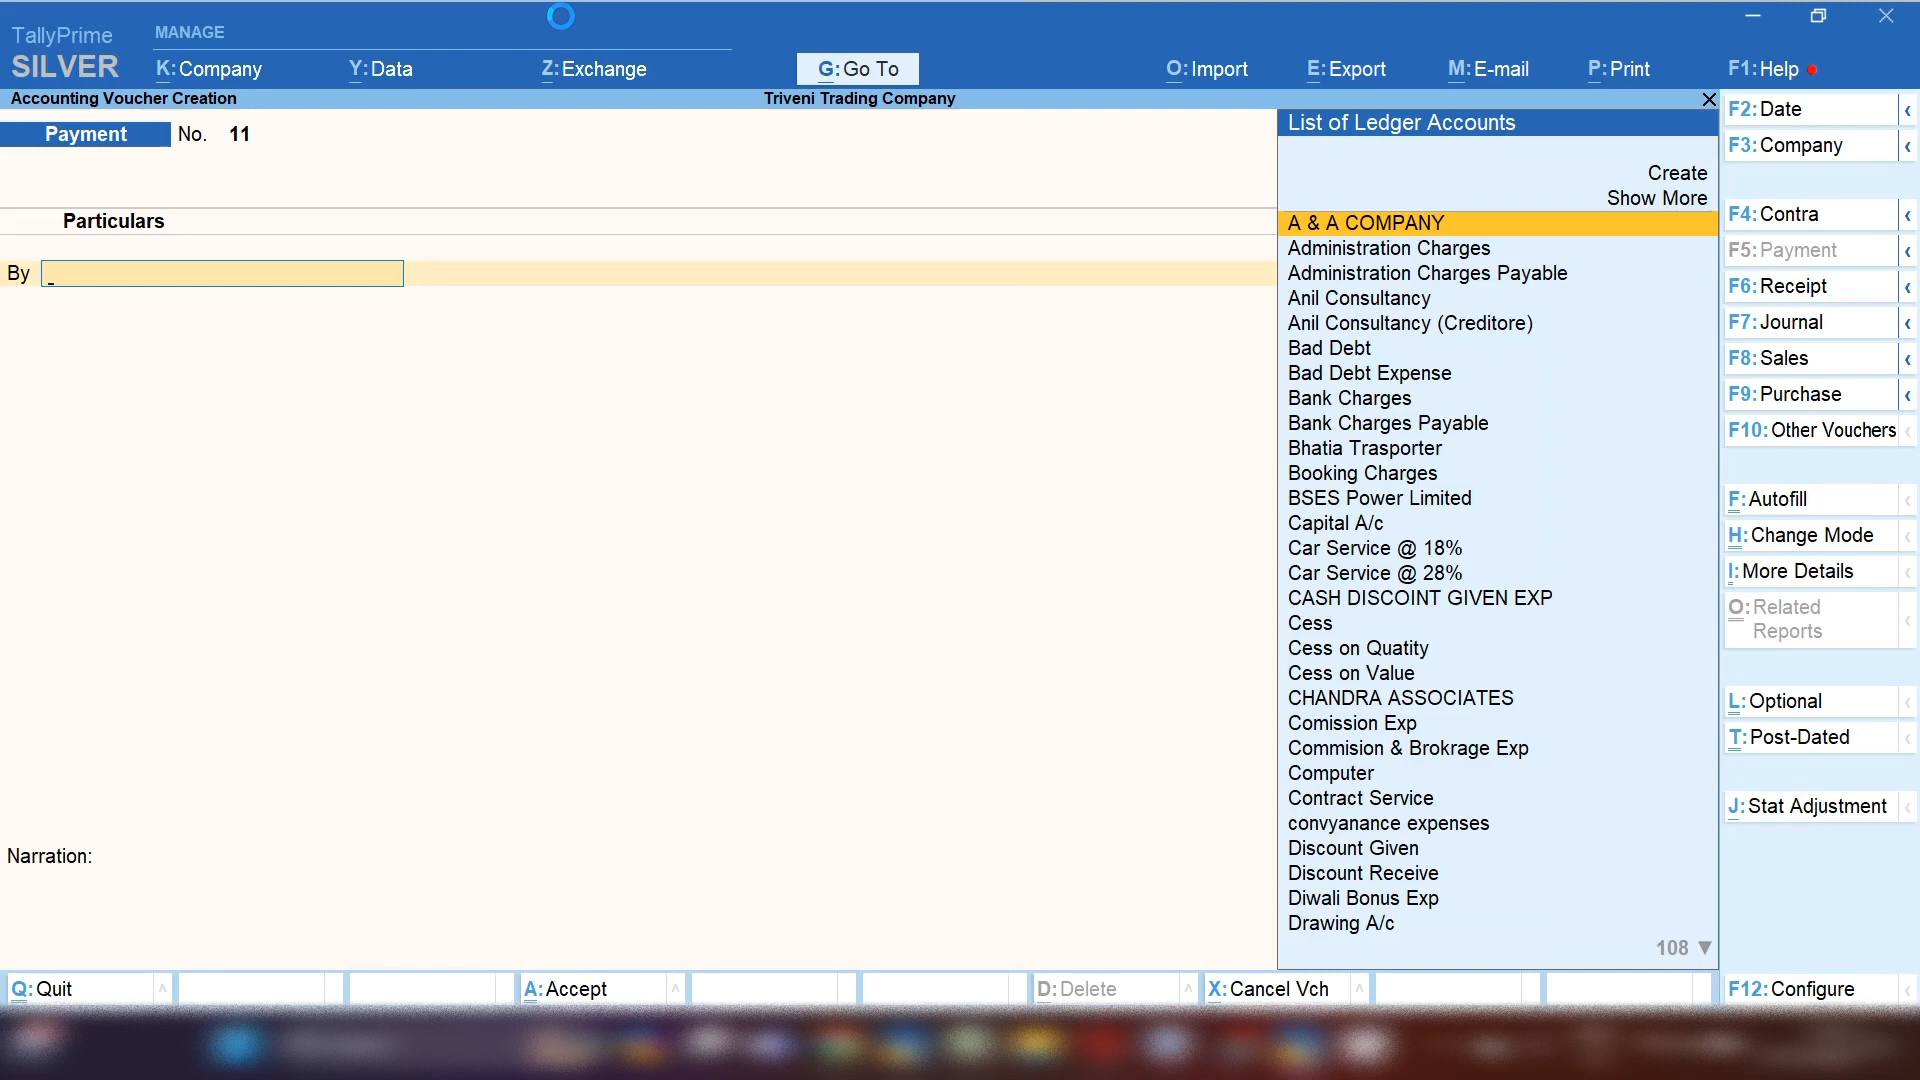 TallyPrime
SILVER
MANAGE
K: Company
Y: Data
Z: Exchange
G: Go To
O: Import
E: Export
M: E-mail
P: Print
F1: Help
Accounting Voucher Creation
Triveni Trading Company
Payment No. 11
Particulars
By
Narration:
List of Ledger Accounts
Create
Show More
A & A COMPANY
Administration Charges
Administration Charges Payable
Anil Consultancy
Anil Consultancy (Creditore)
Bad Debt
Bad Debt Expense
Bank Charges
Bank Charges Payable
Bhatia Trasporter
Booking Charges
BSES Power Limited
Capital A/c
Car Service @ 18%
Car Service @ 28%
CASH DISCOINT GIVEN EXP
Cess
Cess on Quatity
Cess on Value
CHANDRA ASSOCIATES
Comission Exp
Commision & Brokrage Exp
Computer
Contract Service
convyanance expenses
Discount Given
Discount Receive
Diwali Bonus Exp
Drawing A/c
108
F2: Date
F3: Company
F4: Contra
F5: Payment
F6: Receipt
F7: Journal
F8: Sales
F9: Purchase
F10: Other Vouchers
F: Autofill
H: Change Mode
I: More Details
O: Related
Reports
L: Optional
T: Post-Dated
J: Stat Adjustment
Q: Quit
A: Accept
D: Delete
X: Cancel Vch
F12: Configure